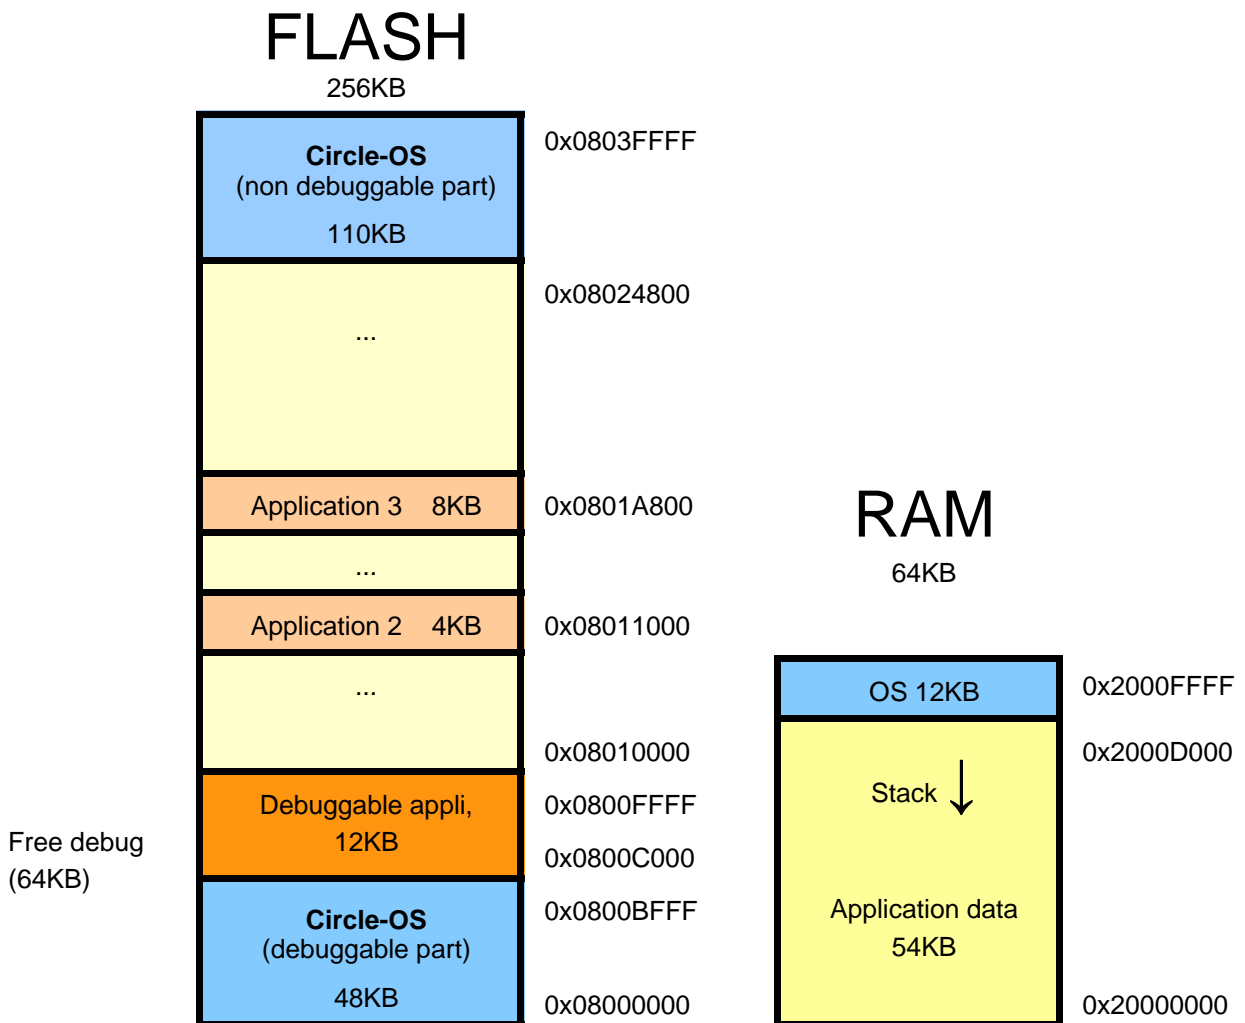 FLASH
256KB
Circle-OS
(non debuggable part)
110KB
0x0803FFFF
0x08024800
...
Application 3 8KB
0x0801A800
...
Application 2 4KB
0x08011000
...
0x08010000
Debuggable appli,
12KB
0x0800FFFF
0x0800C000
Free debug
(64KB)
Circle-OS
(debuggable part)
48KB
0x0800BFFF
0x08000000
RAM
64KB
OS 12KB
0x2000FFFF
0x2000D000
Stack
Application data
54KB
0x20000000